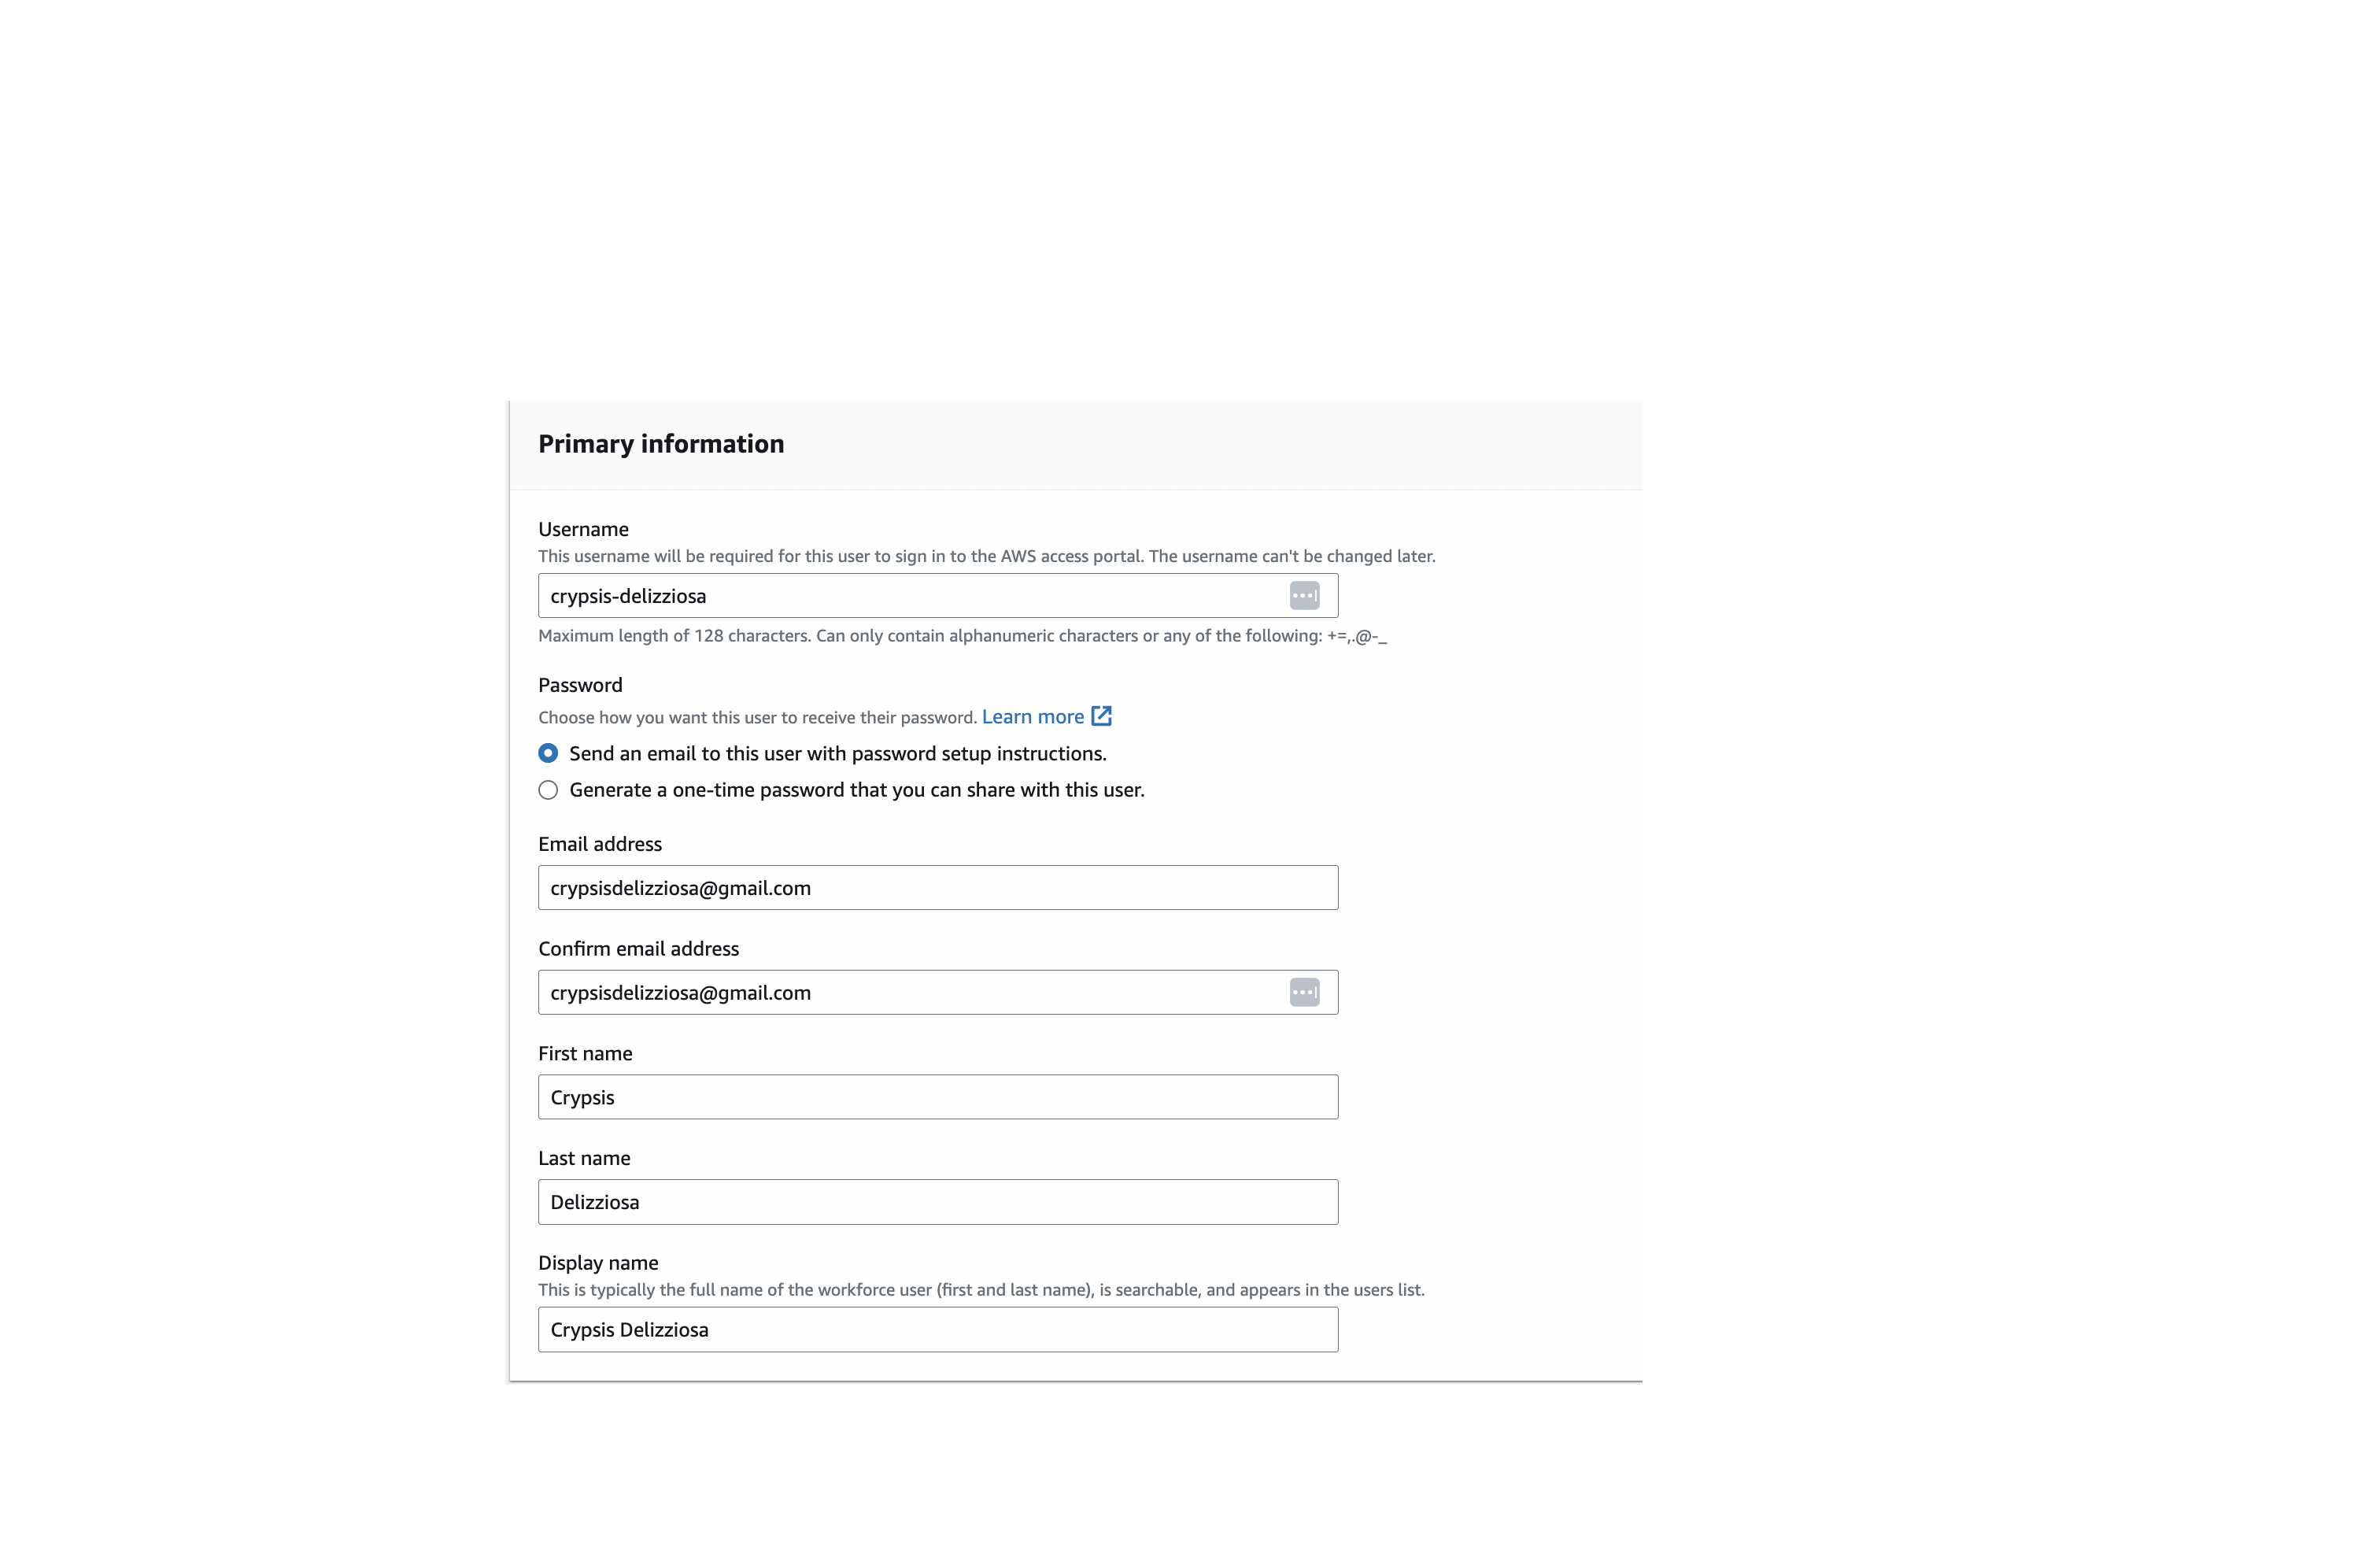 Primary information
Username
This username will be required for this user to sign in to the AWS access portal. The username can't be changed later.
crypsis-delizziosa
Maximum length of 128 characters. Can only contain alphanumeric characters or any of the following: +=,.@-_
Password
Choose how you want this user to receive their password. Learn more
Send an email to this user with password setup instructions.
Generate a one-time password that you can share with this user.
Email address
crypsisdelizziosa@gmail.com
Confirm email address
crypsisdelizziosa@gmail.com
First name
Crypsis
Last name
Delizziosa
Display name
This is typically the full name of the workforce user (first and last name), is searchable, and appears in the users list.
Crypsis Delizziosa